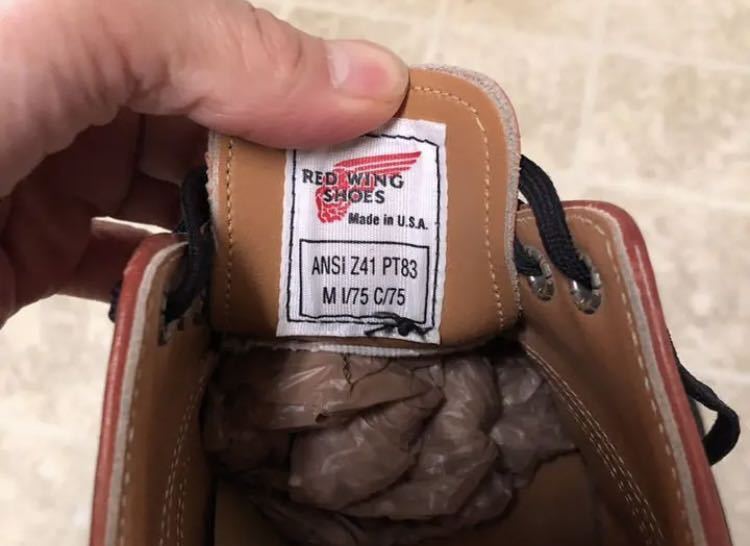 RED WING
SHOES
Made in U.S.A.
ANSI Z41 PT83
M I/75 C/75